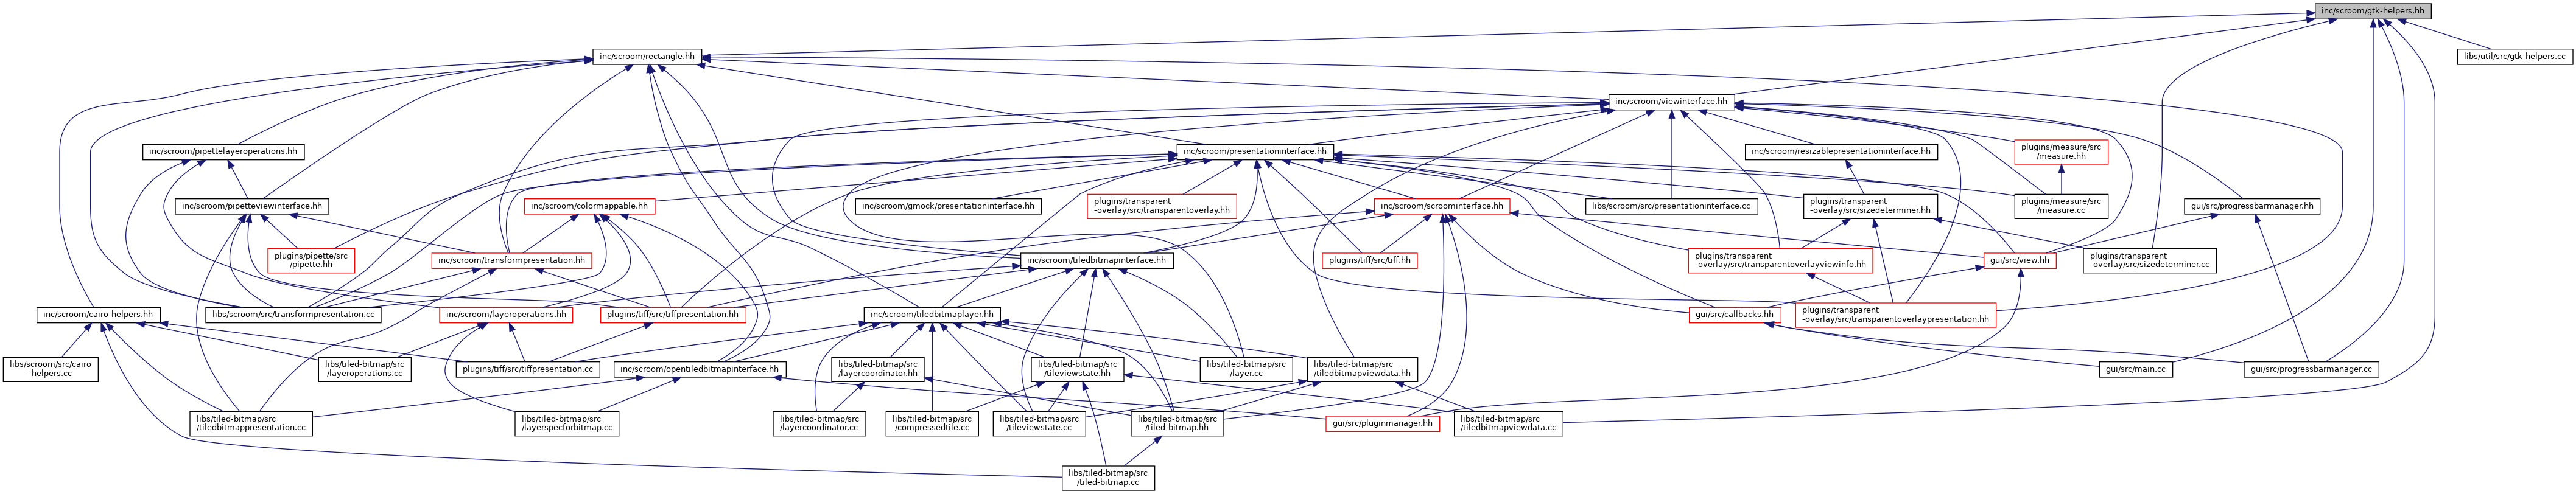 inc/scroom/gtk-helpers.hh
inc/scroom/rectangle.hh
libs/util/src/gtk-helpers.cc
inc/scroom/viewinterface.hh
inc/scroom/pipettelayeroperations.hh
inc/scroom/presentationinterface.hh
inc/scroom/resizablepresentationinterface.hh
plugins/measure/src
/measure.hh
inc/scroom/pipetteviewinterface.hh
inc/scroom/colormappable.hh
inc/scroom/gmock/presentationinterface.hh
plugins/transparent
-overlay/src/transparentoverlay.hh
inc/scroom/scroominterface.hh
libs/scroom/src/presentationinterface.cc
plugins/transparent
-overlay/src/sizedeterminer.hh
plugins/measure/src
/measure.cc
gui/src/progressbarmanager.hh
plugins/pipette/src
/pipette.hh
inc/scroom/transformpresentation.hh
inc/scroom/tiledbitmapinterface.hh
plugins/tiff/src/tiff.hh
plugins/transparent
-overlay/src/transparentoverlayviewinfo.hh
gui/src/view.hh
plugins/transparent
-overlay/src/sizedeterminer.cc
inc/scroom/cairo-helpers.hh
libs/scroom/src/transformpresentation.cc
inc/scroom/layeroperations.hh
plugins/tiff/src/tiffpresentation.hh
inc/scroom/tiledbitmaplayer.hh
gui/src/callbacks.hh
plugins/transparent
-overlay/src/transparentoverlaypresentation.hh
libs/scroom/src/cairo
-helpers.cc
libs/tiled-bitmap/src
/layeroperations.cc
plugins/tiff/src/tiffpresentation.cc
inc/scroom/opentiledbitmapinterface.hh
libs/tiled-bitmap/src
/layercoordinator.hh
libs/tiled-bitmap/src
/tileviewstate.hh
libs/tiled-bitmap/src
/layer.cc
libs/tiled-bitmap/src
/tiledbitmapviewdata.hh
gui/src/main.cc
gui/src/progressbarmanager.cc
libs/tiled-bitmap/src
/tiledbitmappresentation.cc
libs/tiled-bitmap/src
/layerspecforbitmap.cc
libs/tiled-bitmap/src
/layercoordinator.cc
libs/tiled-bitmap/src
/compressedtile.cc
libs/tiled-bitmap/src
/tileviewstate.cc
libs/tiled-bitmap/src
/tiled-bitmap.hh
gui/src/pluginmanager.hh
libs/tiled-bitmap/src
/tiledbitmapviewdata.cc
libs/tiled-bitmap/src
/tiled-bitmap.cc